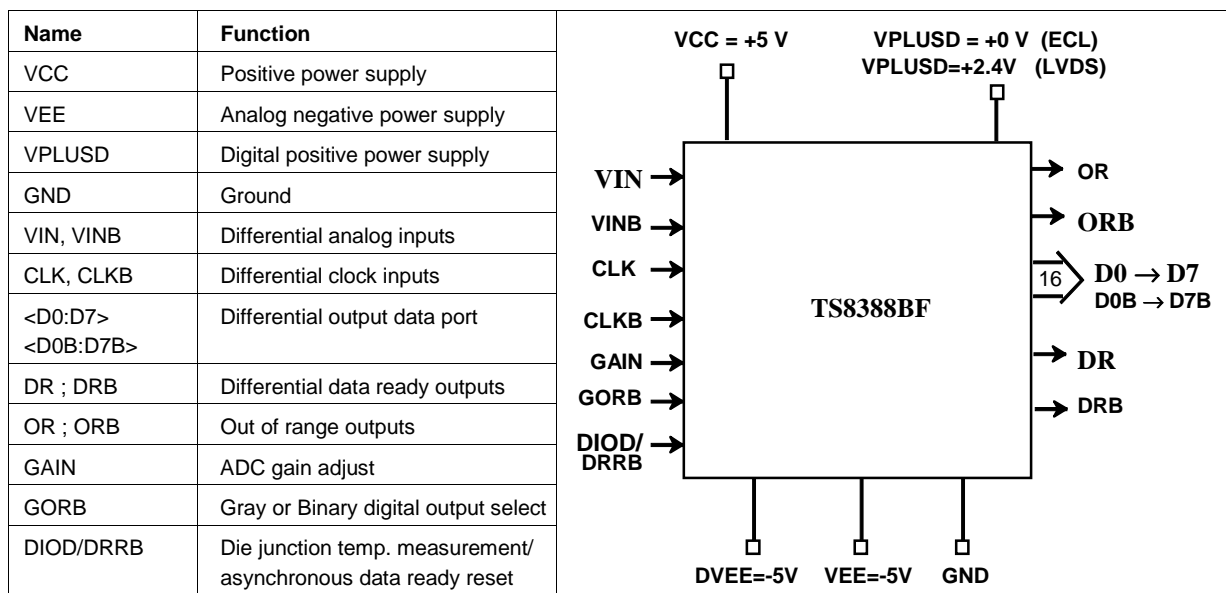 Name Function
VCC Positive power supply
VEE Analog negative power supply
VPLUSD Digital positive power supply
GND Ground
VIN, VINB Differential analog inputs
CLK, CLKB Differential clock inputs
<D0:D7> Differential output data port
<D0B:D7B>
DR ; DRB Differential data ready outputs
OR ; ORB Out of range outputs
GAIN ADC gain adjust
GORB Gray or Binary digital output select
DIOD/DRRB Die junction temp. measurement/
asynchronous data ready reset
VCC = +5 V
VPLUSD = +0 V (ECL)
VPLUSD=+2.4V (LVDS)
VIN
VINB
CLK
CLKB
GAIN
GORB
DIOD/
DRRB
TS8388BF
OR
ORB
16
D0 → D7
D0B → D7B
DR
DRB
DVEE=-5V VEE=-5V GND